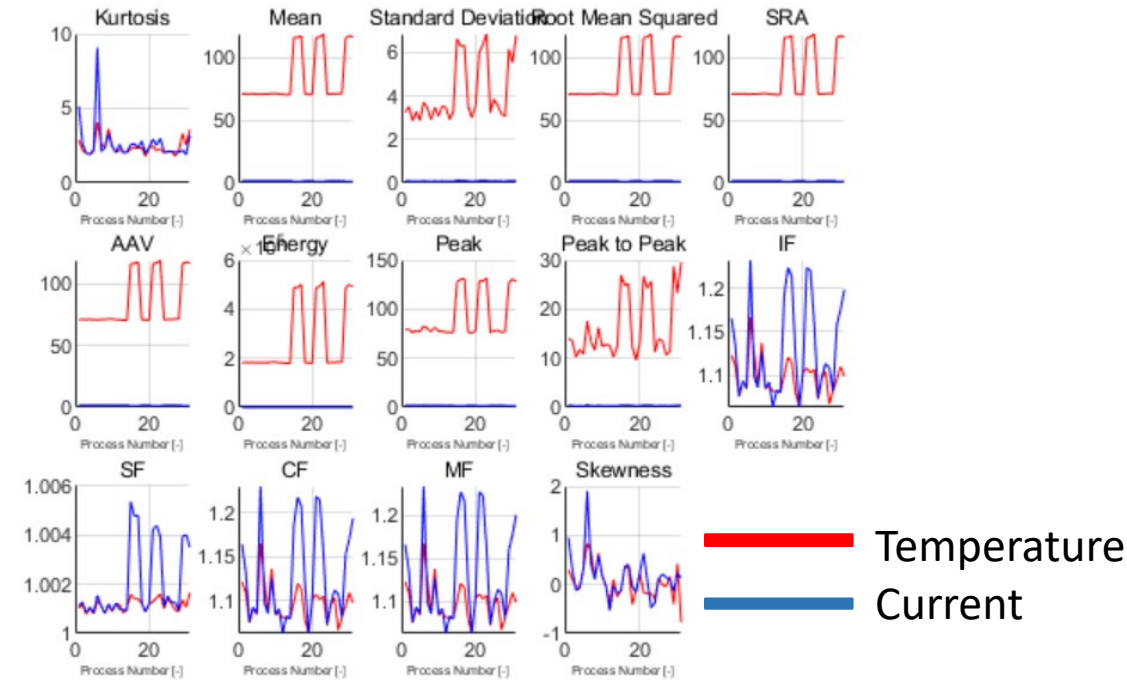 Kurtosis
Mean
Standard Deviation
Root Mean Squared
SRA
10
5
0
0
20
Process Number [-]
100
50
0
0
20
Process Number [-]
6
4
2
0
0
20
Process Number [-]
100
50
0
0
20
Process Number [-]
100
50
0
0
20
Process Number [-]
AAV
Energy
Peak
Peak to Peak
IF
100
50
0
0
20
Process Number [-]
6
4
2
0
0
20
Process Number [-]
150
100
50
0
0
20
Process Number [-]
30
20
10
0
0
20
Process Number [-]
1.2
1.15
1.1
0
20
Process Number [-]
SF
CF
MF
Skewness
1.006
1.004
1.002
1
0
20
Process Number [-]
1.2
1.15
1.1
0
20
Process Number [-]
1.2
1.15
1.1
0
20
Process Number [-]
2
1
0
-1
0
20
Process Number [-]
Temperature
Current